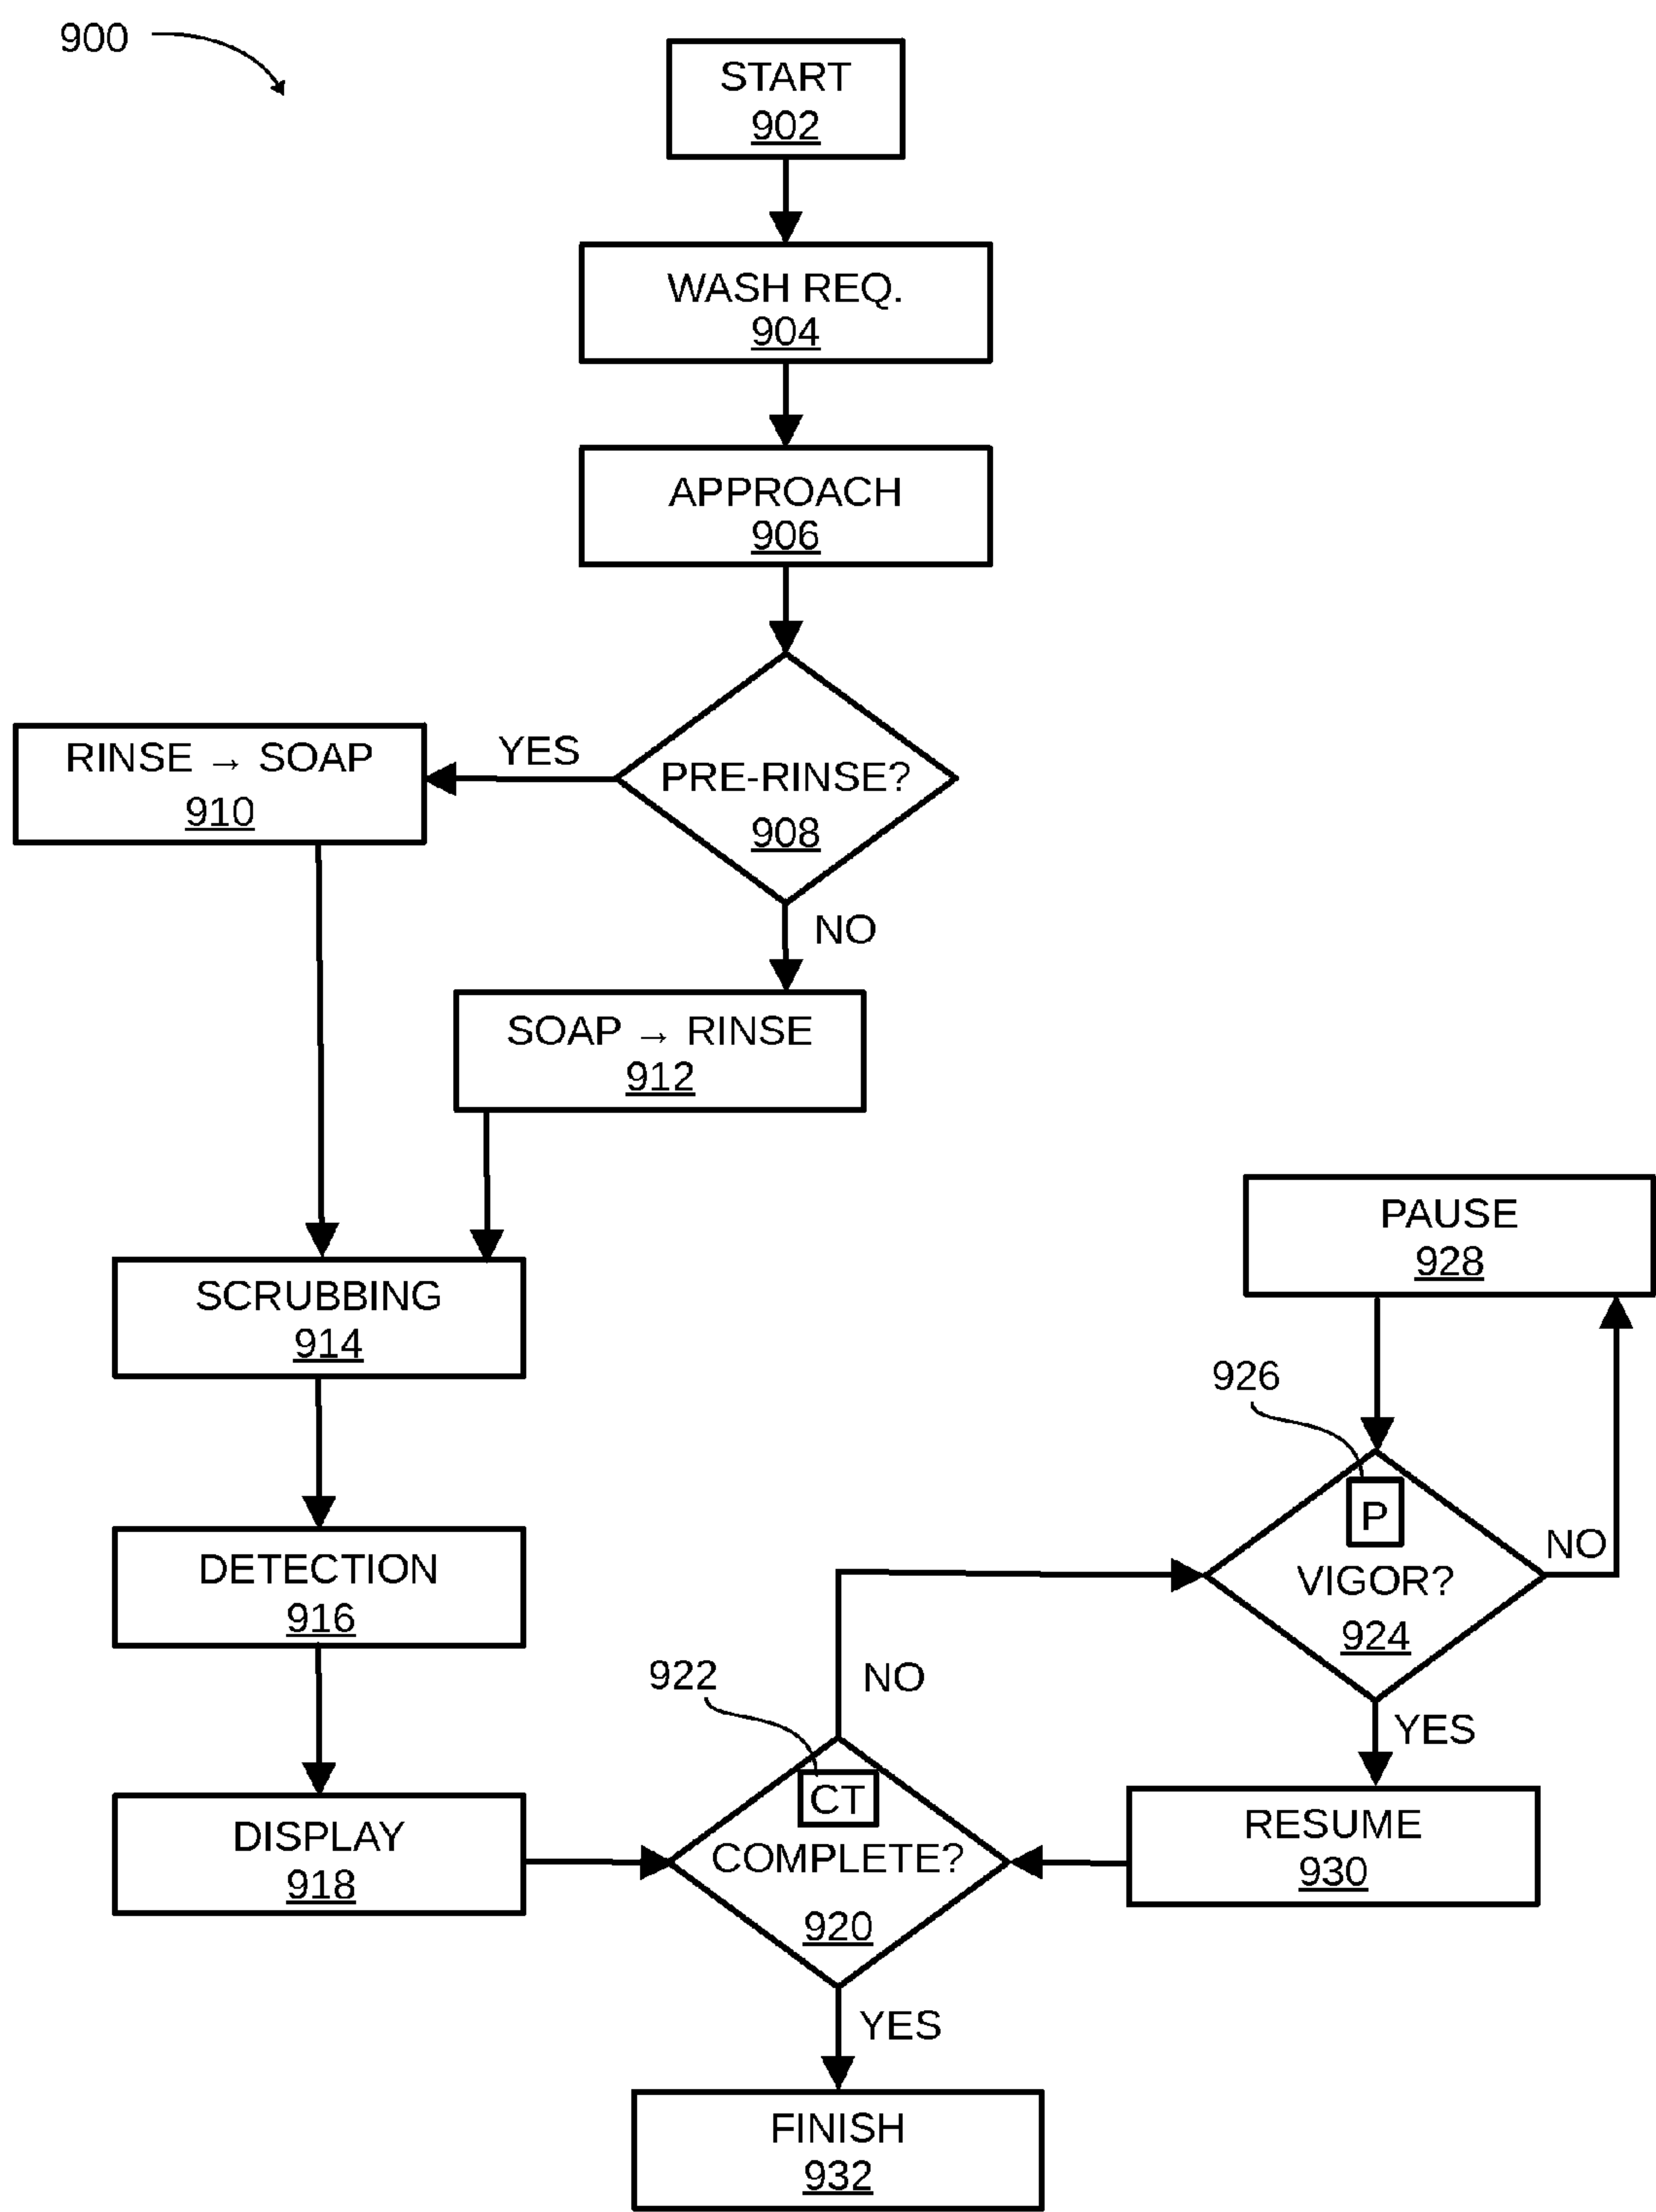 900
START
902
WASH REQ.
904
APPROACH
906
RINSE → SOAP
910
YES
PRE-RINSE?
908
NO
SOAP → RINSE
912
SCRUBBING
914
DETECTION
916
DISPLAY
918
922
CT
COMPLETE?
920
NO
926
P
VIGOR?
924
NO
PAUSE
928
YES
RESUME
930
YES
FINISH
932